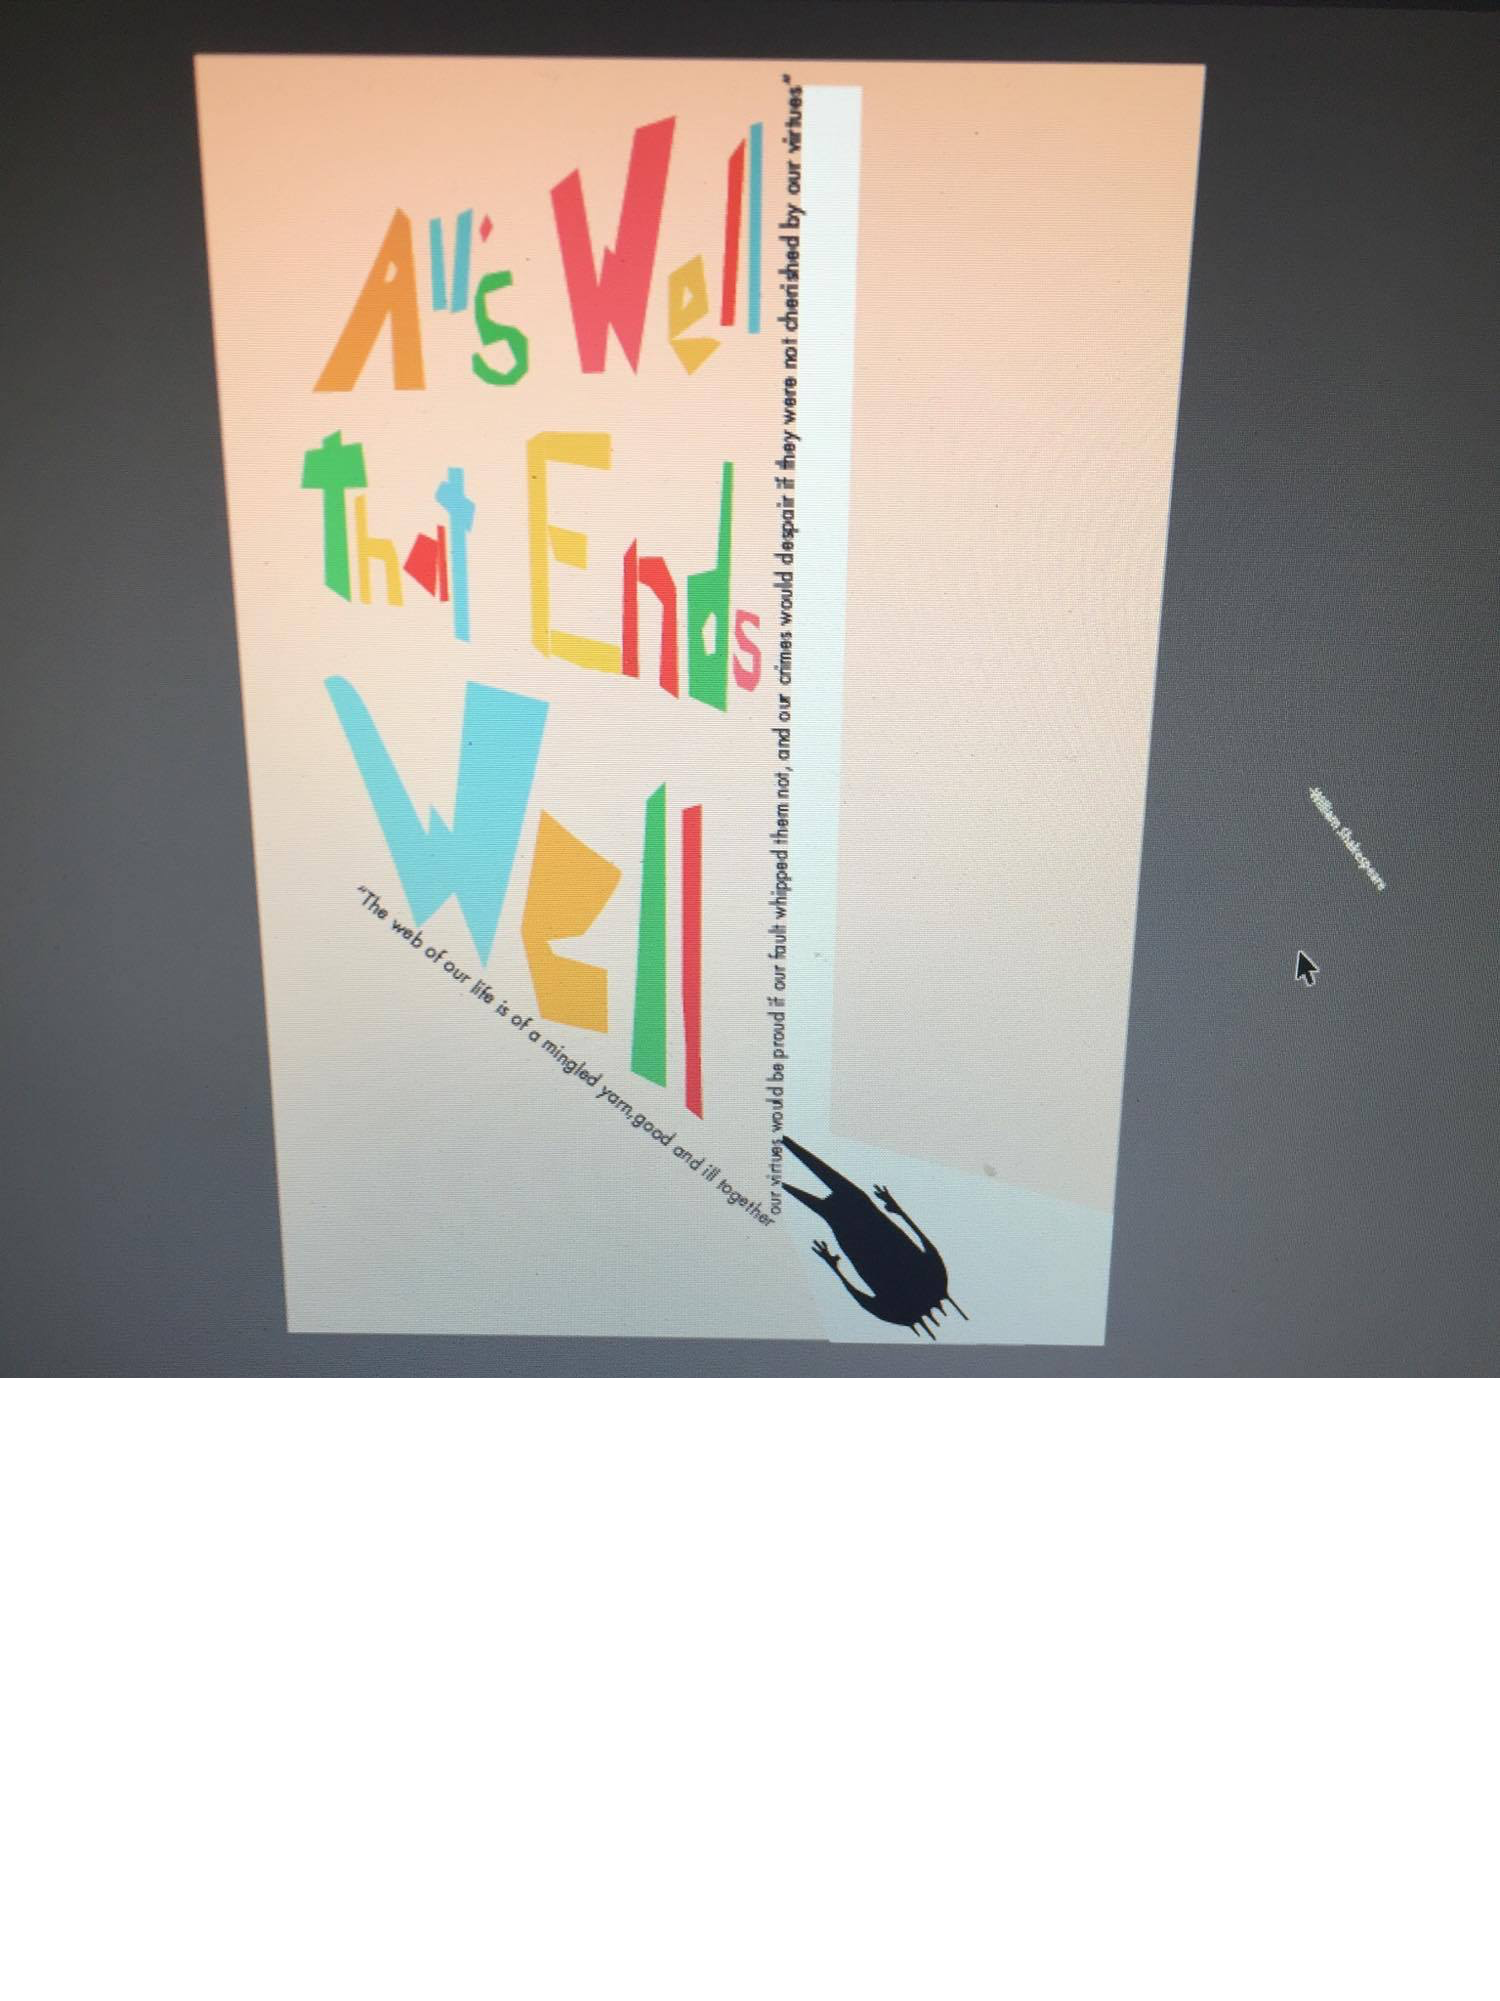 All's Well
That Ends
Well
“The web of our life is of a mingled yarn,good and ill together
our virtues would be proud if our fault whipped them not, and our crimes would despair if they were not cherished by our virtues”
-William Shakespeare